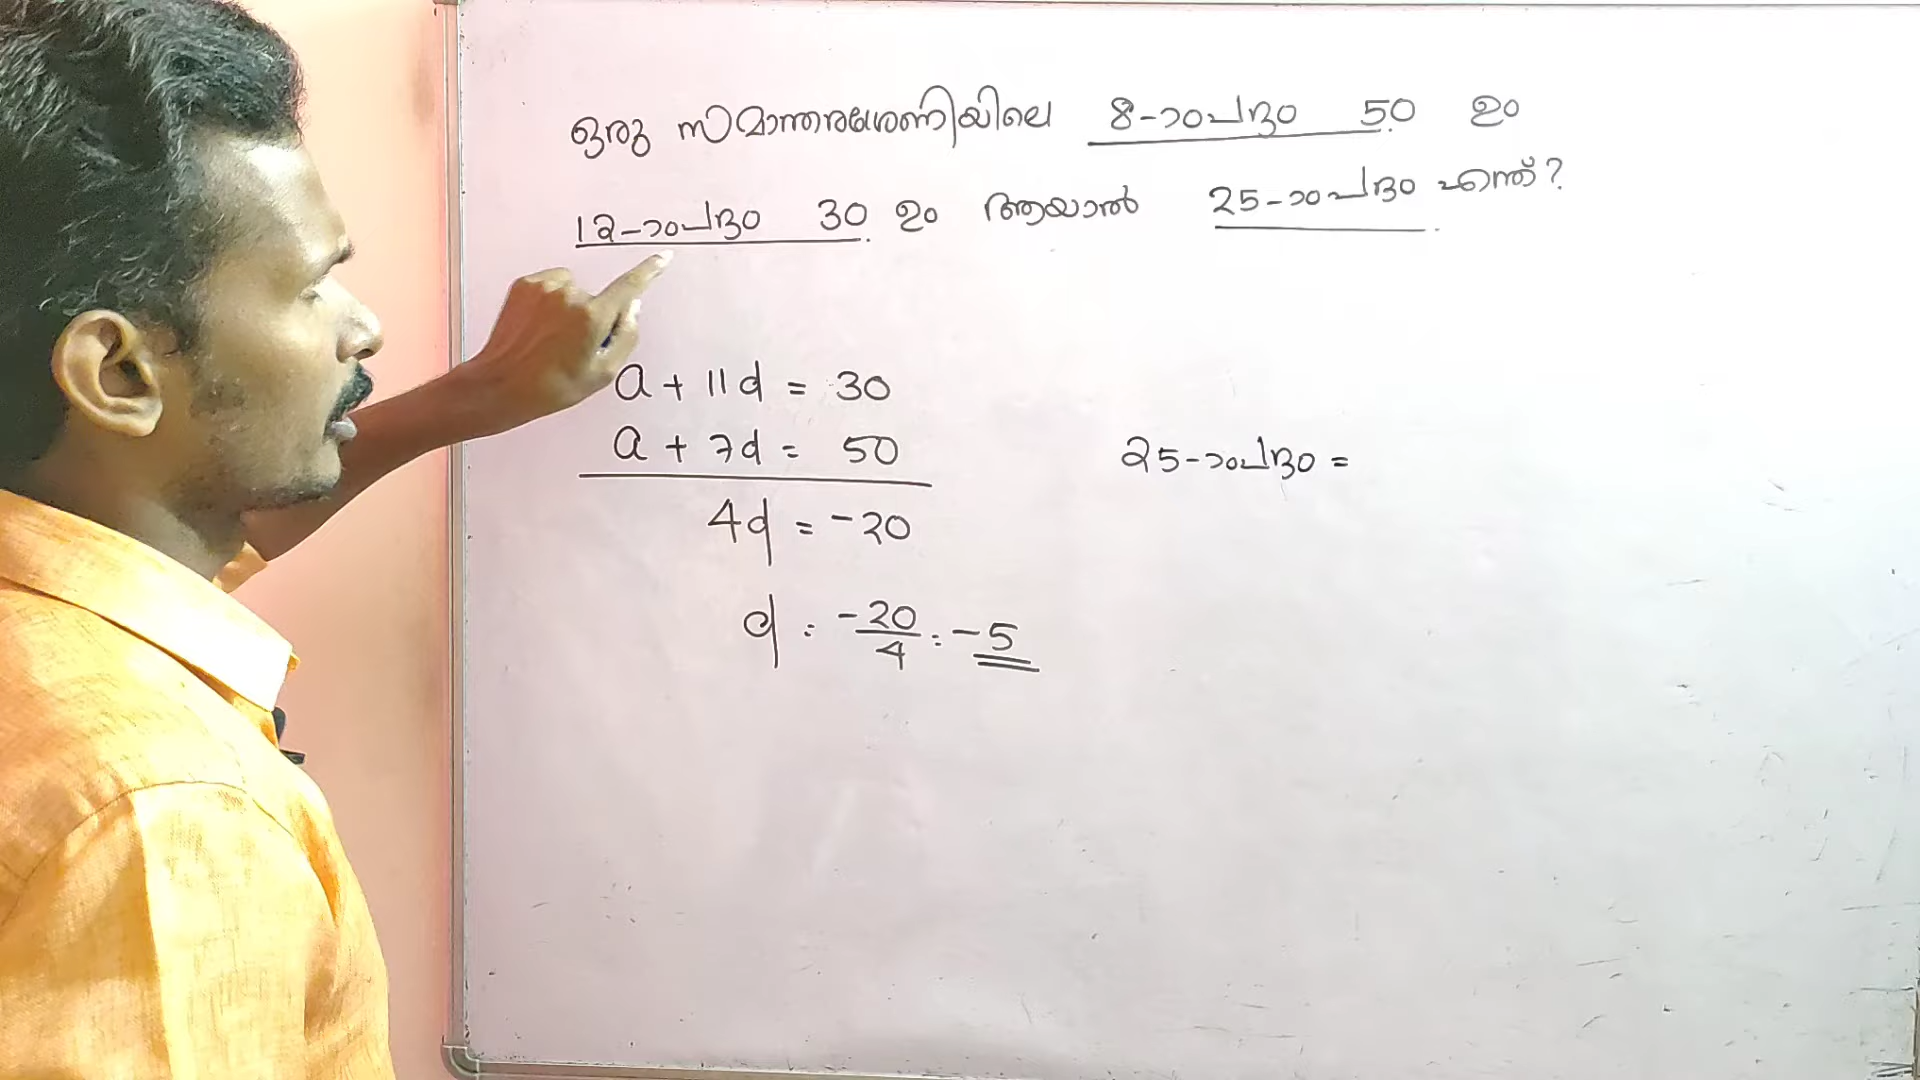 ഒരു സമാന്തരശ്രേണിയിലെ 8-ാംപദം 50 ഉം
12-ാംപദം 30 ഉം ആയാൽ 25-ാംപദം എന്ത്?
a + 11d = 30
a + 7d = 50
4d = -20
d = -20/4 = -5
25-ാംപദം =